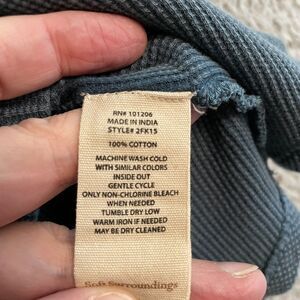 RN# 101206
MADE IN INDIA
STYLE# 2FK15
100% COTTON
MACHINE WASH COLD
WITH SIMILAR COLORS
INSIDE OUT
GENTLE CYCLE
ONLY NON-CHLORINE BLEACH
WHEN NEEDED
TUMBLE DRY LOW
WARM IRON IF NEEDED
MAY BE DRY CLEANED
Soft Surroundings